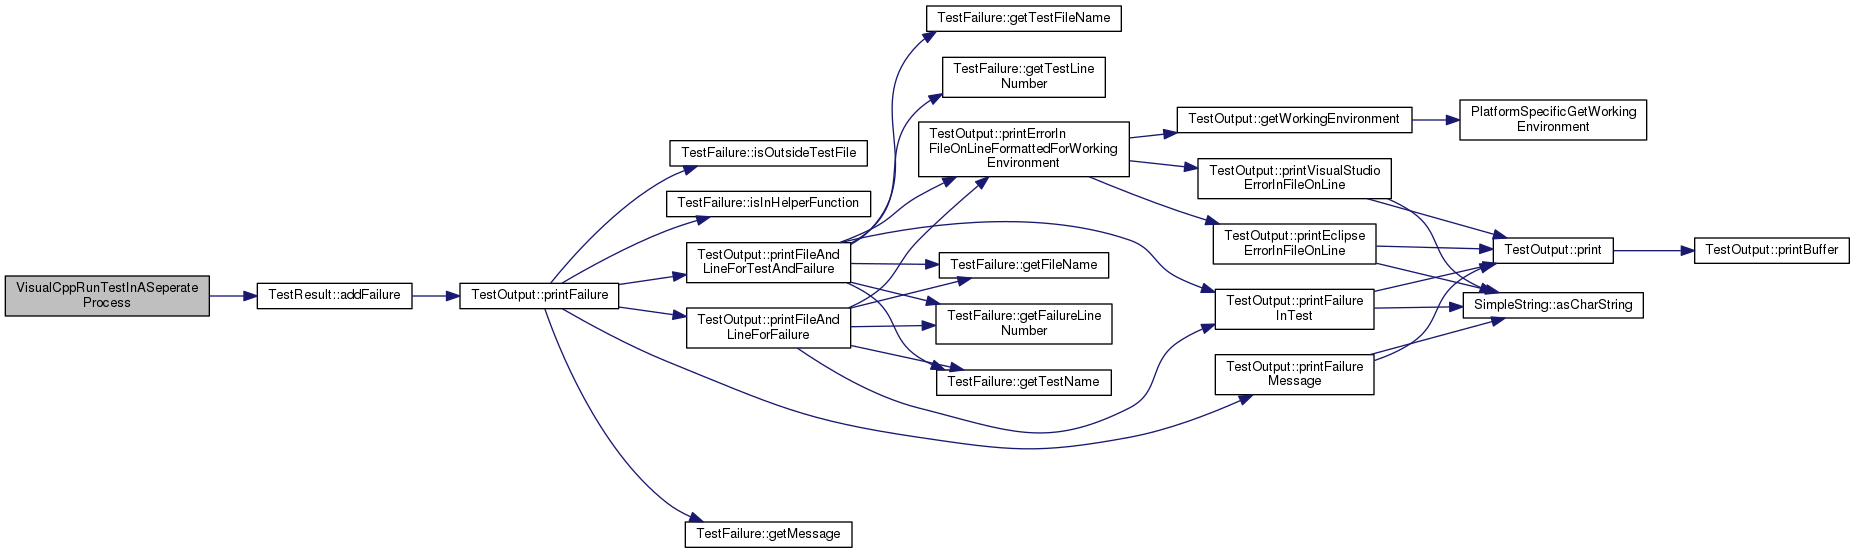 VisualCppRunTestInASeperate
Process
TestResult::addFailure
TestOutput::printFailure
TestFailure::isOutsideTestFile
TestFailure::isInHelperFunction
TestOutput::printFileAnd
LineForTestAndFailure
TestOutput::printFileAnd
LineForFailure
TestFailure::getMessage
TestFailure::getTestFileName
TestFailure::getTestLine
Number
TestOutput::printErrorIn
FileOnLineFormattedForWorking
Environment
TestFailure::getFileName
TestFailure::getFailureLine
Number
TestFailure::getTestName
TestOutput::getWorkingEnvironment
TestOutput::printVisualStudio
ErrorInFileOnLine
TestOutput::printEclipse
ErrorInFileOnLine
TestOutput::printFailure
InTest
TestOutput::printFailure
Message
PlatformSpecificGetWorking
Environment
TestOutput::print
SimpleString::asCharString
TestOutput::printBuffer